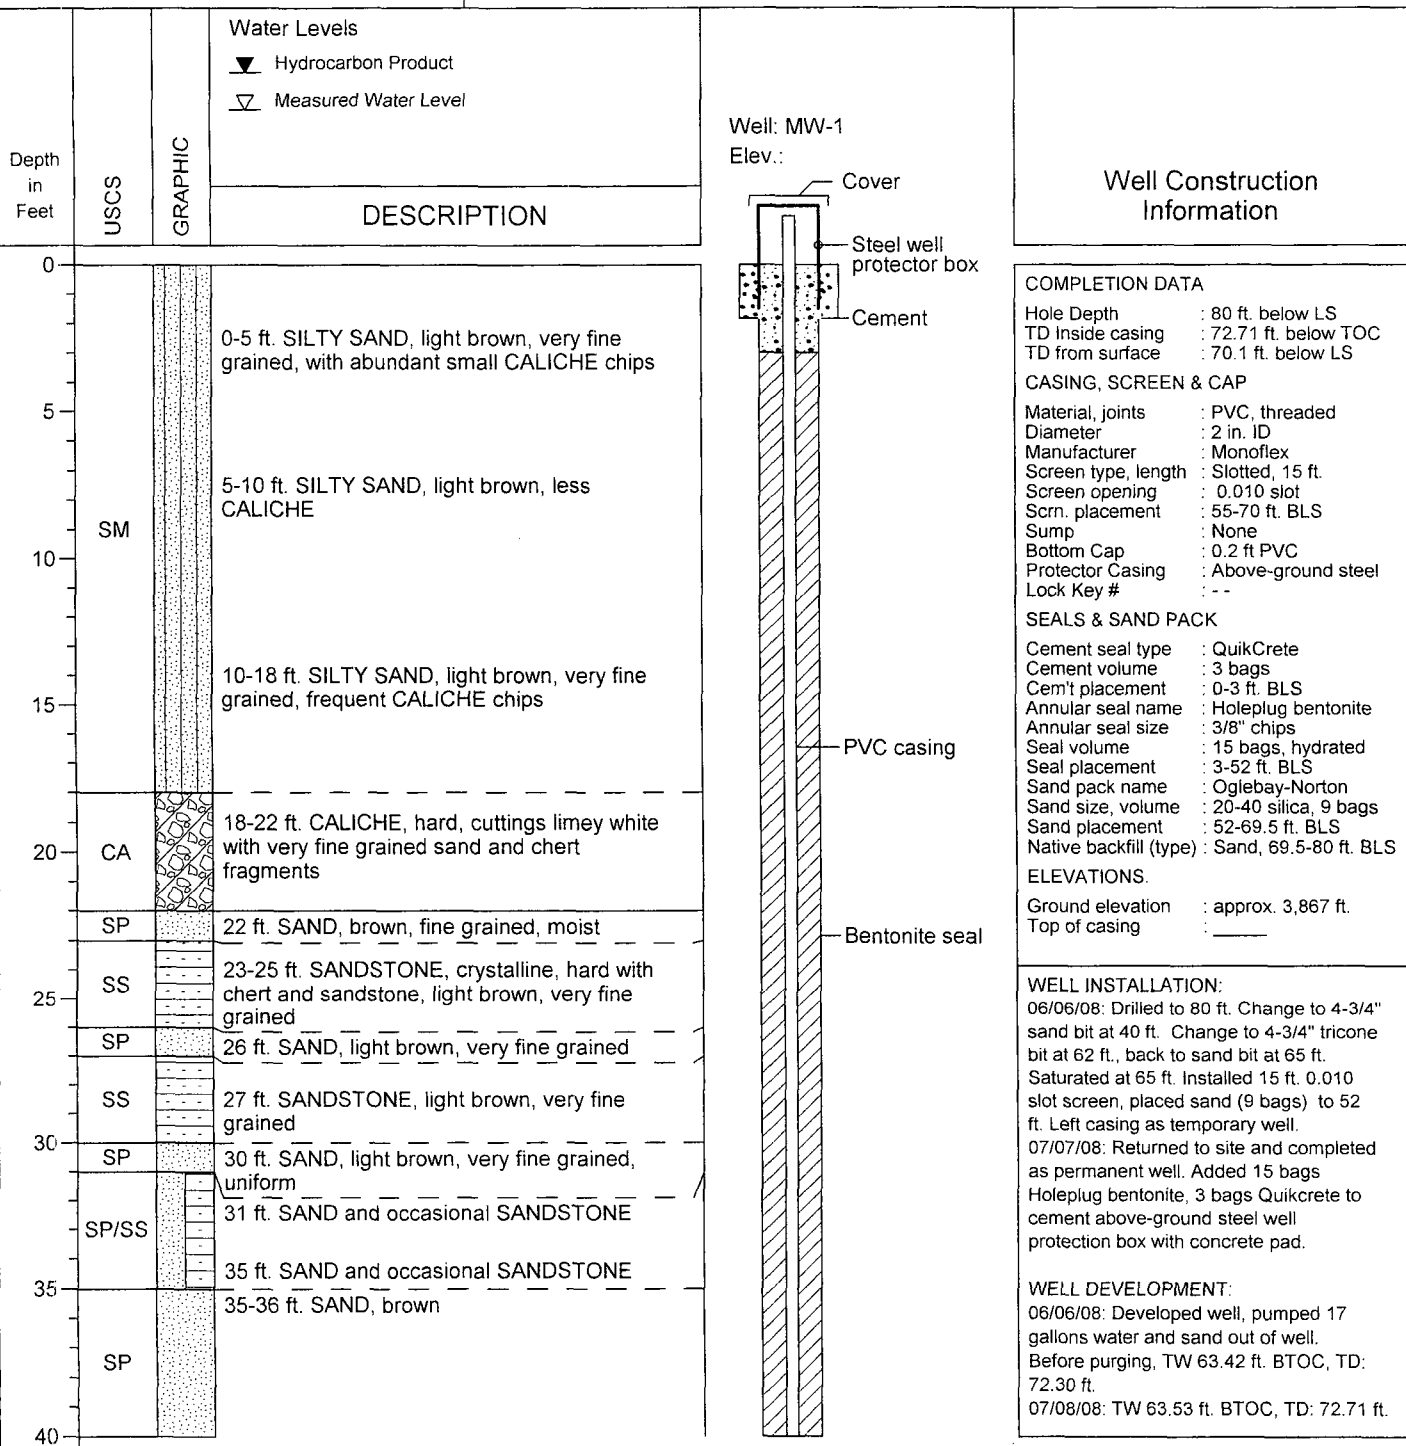 Water Levels
Hydrocarbon Product
Measured Water Level
Depth
in
Feet
USCS
GRAPHIC
DESCRIPTION
Well: MW-1
Elev.:
Cover
Steel well
protector box
Cement
PVC casing
Bentonite seal
Well Construction
Information
0
5
10
15
20
25
30
35
40
SM
CA
SP
SS
SP
SS
SP
SP/SS
SP
0-5 ft. SILTY SAND, light brown, very fine
grained, with abundant small CALICHE chips
5-10 ft. SILTY SAND, light brown, less
CALICHE
10-18 ft. SILTY SAND, light brown, very fine
grained, frequent CALICHE chips
18-22 ft. CALICHE, hard, cuttings limey white
with very fine grained sand and chert
fragments
22 ft. SAND, brown, fine grained, moist
23-25 ft. SANDSTONE, crystalline, hard with
chert and sandstone, light brown, very fine
grained
26 ft. SAND, light brown, very fine grained
27 ft. SANDSTONE, light brown, very fine
grained
30 ft. SAND, light brown, very fine grained,
uniform
31 ft. SAND and occasional SANDSTONE
35 ft. SAND and occasional SANDSTONE
35-36 ft. SAND, brown
COMPLETION DATA
Hole Depth : 80 ft. below LS
TD Inside casing : 72.71 ft. below TOC
TD from surface : 70.1 ft. below LS
CASING, SCREEN & CAP
Material, joints : PVC, threaded
Diameter : 2 in. ID
Manufacturer : Monoflex
Screen type, length : Slotted, 15 ft.
Screen opening : 0.010 slot
Scrn. placement : 55-70 ft. BLS
Sump : None
Bottom Cap : 0.2 ft PVC
Protector Casing : Above-ground steel
Lock Key # : - -
SEALS & SAND PACK
Cement seal type : QuikCrete
Cement volume : 3 bags
Cem't placement : 0-3 ft. BLS
Annular seal name : Holeplug bentonite
Annular seal size : 3/8" chips
Seal volume : 15 bags, hydrated
Seal placement : 3-52 ft. BLS
Sand pack name : Oglebay-Norton
Sand size, volume : 20-40 silica, 9 bags
Sand placement : 52-69.5 ft. BLS
Native backfill (type) : Sand, 69.5-80 ft. BLS
ELEVATIONS.
Ground elevation : approx. 3,867 ft.
Top of casing : ______
WELL INSTALLATION:
06/06/08: Drilled to 80 ft. Change to 4-3/4"
sand bit at 40 ft. Change to 4-3/4" tricone
bit at 62 ft., back to sand bit at 65 ft.
Saturated at 65 ft. Installed 15 ft. 0.010
slot screen, placed sand (9 bags) to 52
ft. Left casing as temporary well.
07/07/08: Returned to site and completed
as permanent well. Added 15 bags
Holeplug bentonite, 3 bags Quikcrete to
cement above-ground steel well
protection box with concrete pad.
WELL DEVELOPMENT:
06/06/08: Developed well, pumped 17
gallons water and sand out of well.
Before purging, TW 63.42 ft. BTOC, TD:
72.30 ft.
07/08/08: TW 63.53 ft. BTOC, TD: 72.71 ft.